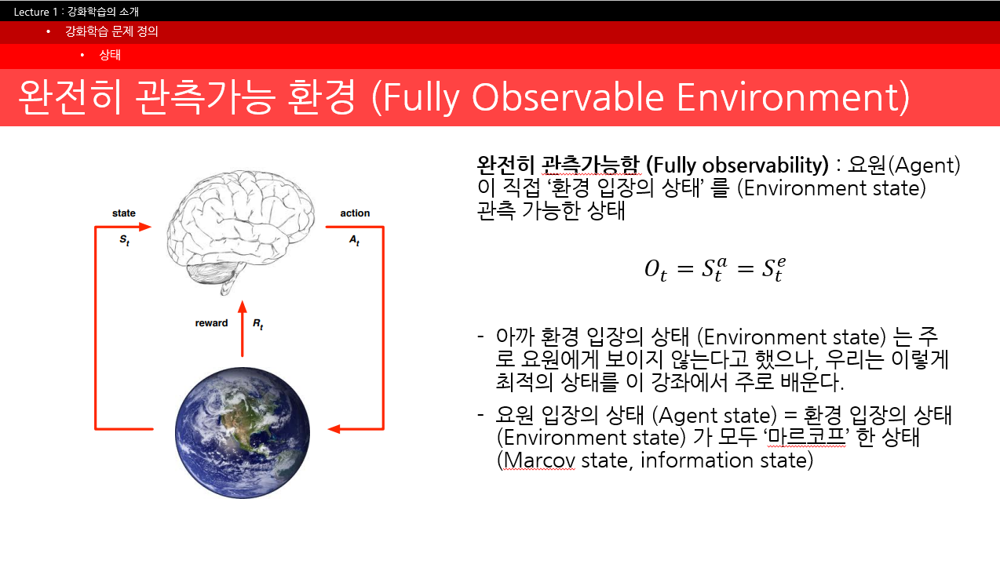 Lecture 1 : 강화학습의 소개
• 강화학습 문제 정의
• 상태
완전히 관측가능 환경 (Fully Observable Environment)
state
S_t
action
A_t
reward
R_t
완전히 관측가능함 (Fully observability) : 요원(Agent)
이 직접 ‘환경 입장의 상태’ 를 (Environment state)
관측 가능한 상태
O_t = S_t^a = S_t^e
- 아까 환경 입장의 상태 (Environment state) 는 주
로 요원에게 보이지 않는다고 했으나, 우리는 이렇게
최적의 상태를 이 강좌에서 주로 배운다.
- 요원 입장의 상태 (Agent state) = 환경 입장의 상태
(Environment state) 가 모두 ‘마르코프’ 한 상태
(Marcov state, information state)